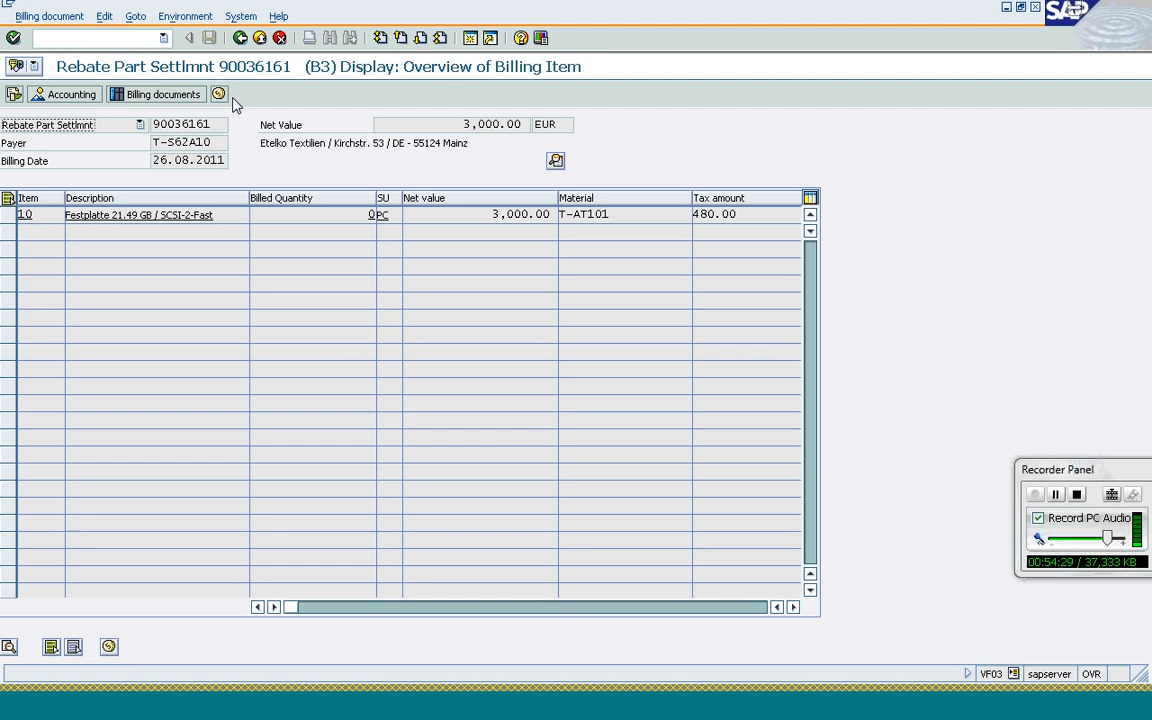 Billing document Edit Goto Environment System Help
SAP
Rebate Part Settlmnt 90036161 (B3) Display: Overview of Billing Item
Accounting Billing documents
Rebate Part Settlmnt 90036161 Net Value 3,000.00 EUR
Payer T-S62A10 Etelko Textilien / Kirchstr. 53 / DE - 55124 Mainz
Billing Date 26.08.2011
Item Description Billed Quantity SU Net value Material Tax amount
10 Festplatte 21.49 GB / SCSI-2-Fast 0 PC 3,000.00 T-AT101 480.00
Recorder Panel
Record PC Audio
00:54:29 / 37,333 KB
VF03 sapserver OVR